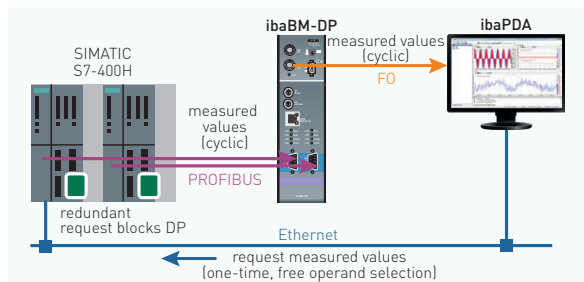 ibaBM-DP
ibaPDA
SIMATIC
S7-400H
measured values
(cyclic)
FO
measured
values
(cyclic)
PROFIBUS
redundant
request blocks DP
Ethernet
request measured values
(one-time, free operand selection)